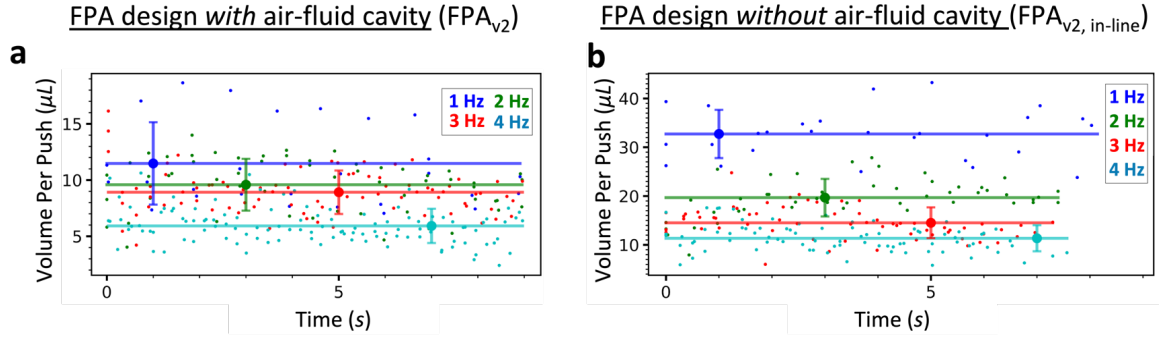 FPA design with air-fluid cavity (FPAv2)
FPA design without air-fluid cavity (FPAv2, in-line)
a
Volume Per Push (μL)
15
10
5
1 Hz 2 Hz
3 Hz 4 Hz
0
5
Time (s)
b
Volume Per Push (μL)
40
30
20
10
1 Hz
2 Hz
3 Hz
4 Hz
0
5
Time (s)